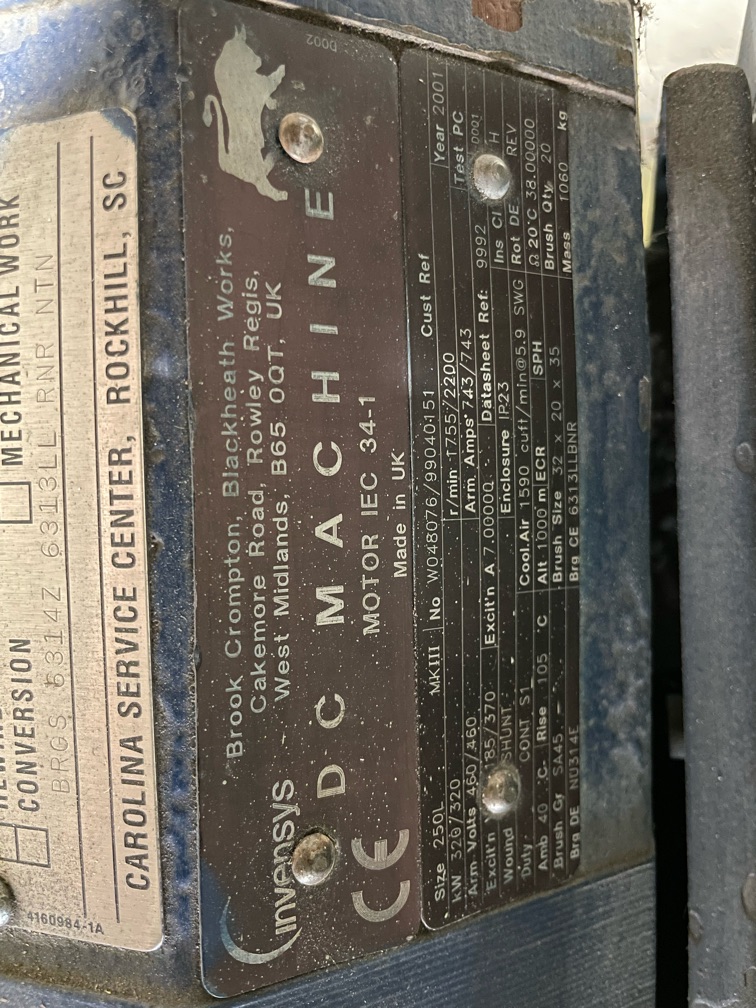 MECHANICAL WORK
CONVERSION
BRGS 6314Z 6313LL RNR NTN
CAROLINA SERVICE CENTER, ROCKHILL, SC
4160984-1A
invensys
Brook Crompton, Blackheath Works,
Cakemore Road, Rowley Regis,
West Midlands, B65 0QT, UK
D002
DC MACHINE
CE
MOTOR IEC 34-1
Made in UK
Size 250L MKIII No W048076/99040151 Cust Ref Year 2001
KW 320/320 r/min 1755/2200 Test PC
Arm. Volts 460/460 Arm. Amps 743/743
Excit'n 85/370 Excit'n A 7.00000 Datasheet Ref: 9992
Wound SHUNT Enclosure IP23 Ins Cl H
Duty CONT S1 Cool.Air 1590 cuft/min@5.9 SWG Rot DE REV
Amb 40 C Rise 105 °C Alt 1000 m ECR SPH Ω 20°C 38.00000
Brush Gr SA45 Brush Size 32 x 20 x 35 Brush Qty 20
Brg DE NU314E Brg CE 6313LLBNR Mass 1060 kg